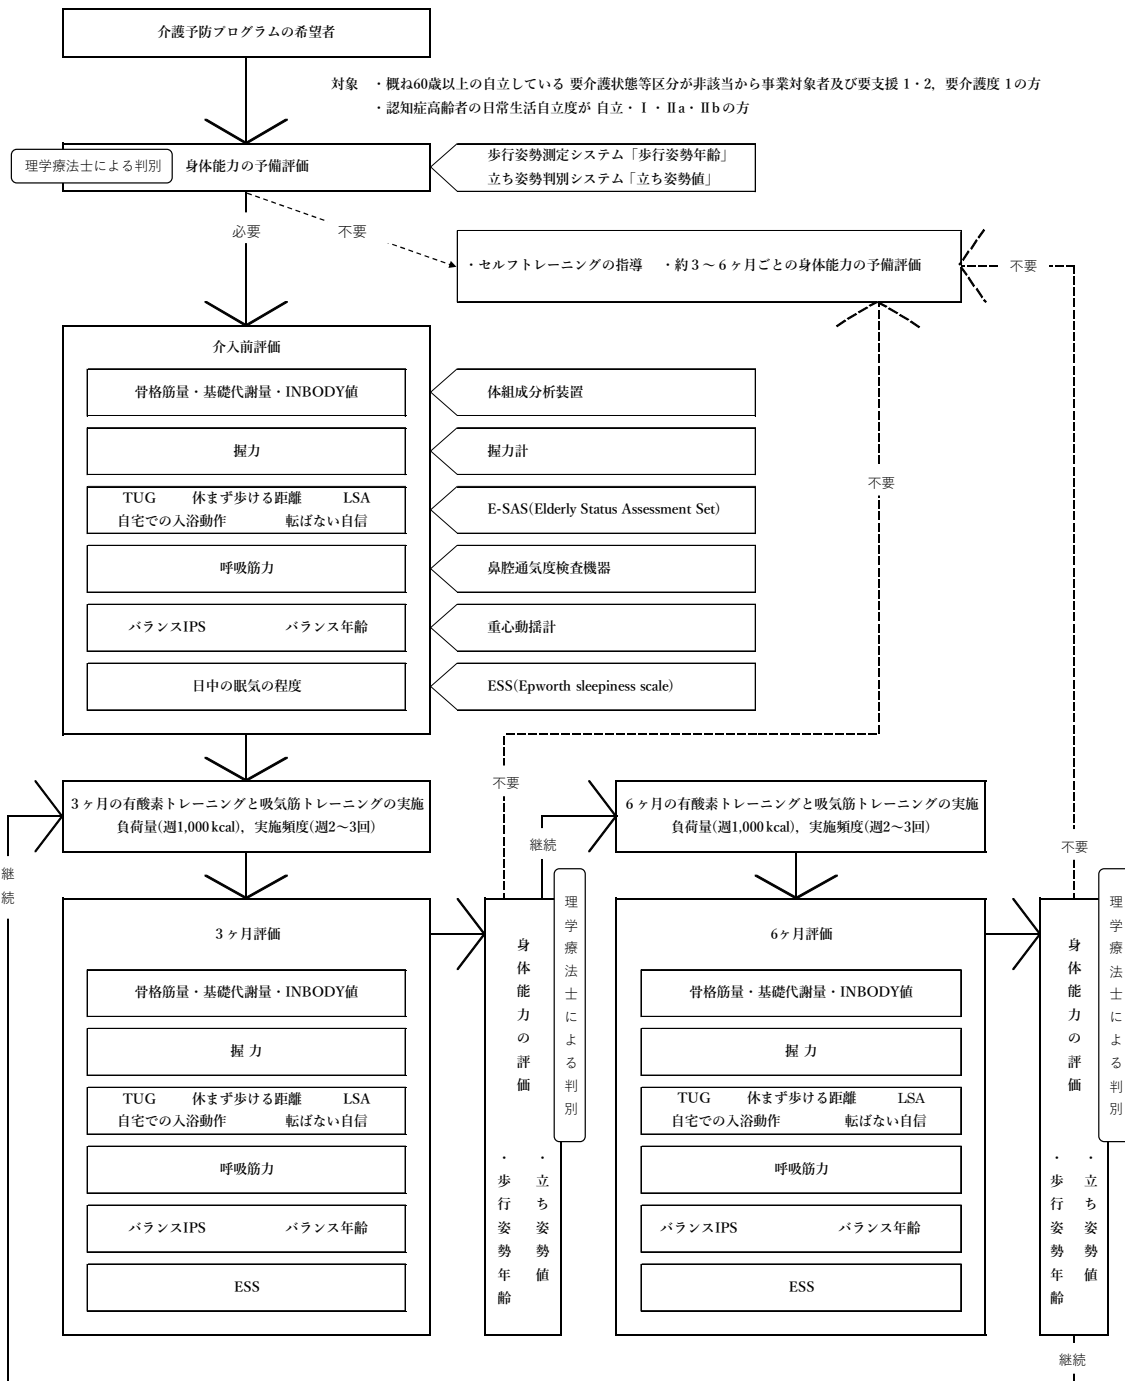 介護予防プログラムの希望者
対象 ・概ね60歳以上の自立している 要介護状態等区分が非該当から事業対象者及び要支援 1・2, 要介護度 1の方
・認知症高齢者の日常生活自立度が 自立・Ⅰ・Ⅱa・Ⅱbの方
理学療法士による判別
身体能力の予備評価
歩行姿勢測定システム「歩行姿勢年齢」
立ち姿勢判別システム「立ち姿勢値」
必要
不要
・セルフトレーニングの指導 ・約3～6ヶ月ごとの身体能力の予備評価
不要
介入前評価
骨格筋量・基礎代謝量・INBODY値
体組成分析装置
握力
握力計
不要
TUG 休まず歩ける距離 LSA
自宅での入浴動作 転ばない自信
E-SAS(Elderly Status Assessment Set)
呼吸筋力
鼻腔通気度検査機器
バランスIPS バランス年齢
重心動揺計
日中の眠気の程度
ESS(Epworth sleepiness scale)
不要
3ヶ月の有酸素トレーニングと吸気筋トレーニングの実施
負荷量(週1,000kcal), 実施頻度(週2～3回)
6ヶ月の有酸素トレーニングと吸気筋トレーニングの実施
負荷量(週1,000kcal), 実施頻度(週2～3回)
継続
継続
不要
3ヶ月評価
骨格筋量・基礎代謝量・INBODY値
握 力
TUG 休まず歩ける距離 LSA
自宅での入浴動作 転ばない自信
呼吸筋力
バランスIPS バランス年齢
ESS
身体能力の評価
理学療法士による判別
・立ち姿勢値
・歩行姿勢年齢
6ヶ月評価
骨格筋量・基礎代謝量・INBODY値
握 力
TUG 休まず歩ける距離 LSA
自宅での入浴動作 転ばない自信
呼吸筋力
バランスIPS バランス年齢
ESS
身体能力の評価
理学療法士による判別
・立ち姿勢値
・歩行姿勢年齢
継続